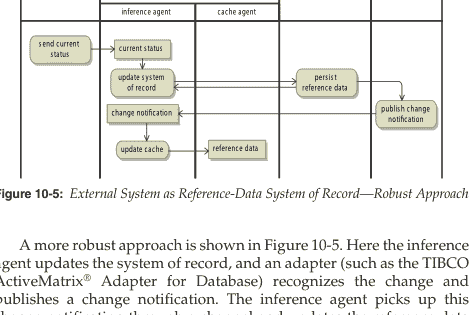 inference agent
cache agent
send current
status
current status
update system
of record
persist
reference data
change notification
publish change
notification
update cache
reference data
Figure 10-5: External System as Reference-Data System of Record—Robust Approach
A more robust approach is shown in Figure 10-5. Here the inference
agent updates the system of record, and an adapter (such as the TIBCO
ActiveMatrix® Adapter for Database) recognizes the change and
publishes a change notification. The inference agent picks up this